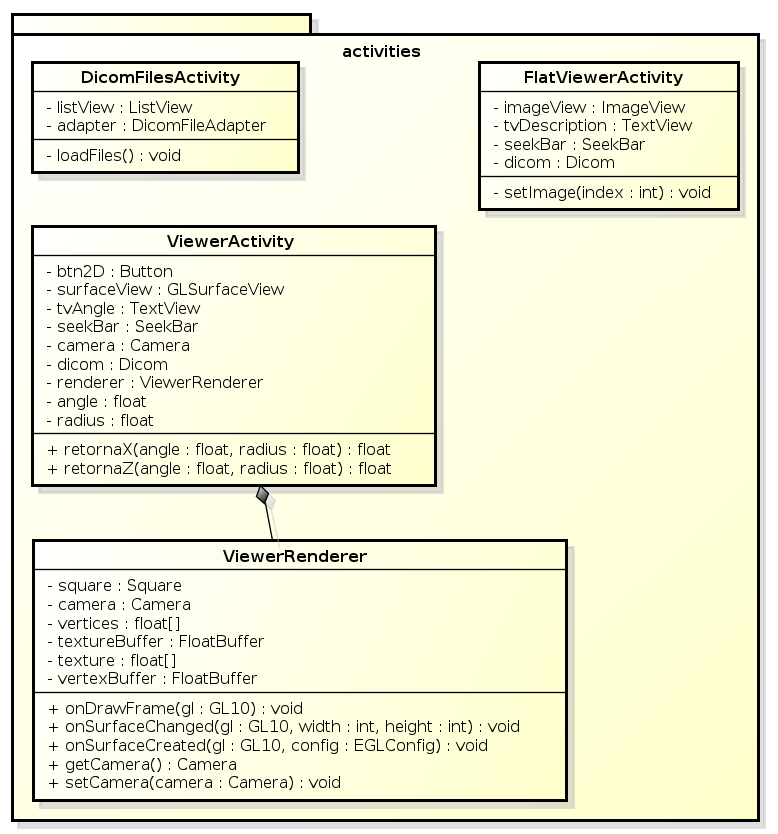 activities
DicomFilesActivity
- listView : ListView
- adapter : DicomFileAdapter
- loadFiles() : void
FlatViewerActivity
- imageView : ImageView
- tvDescription : TextView
- seekBar : SeekBar
- dicom : Dicom
- setImage(index : int) : void
ViewerActivity
- btn2D : Button
- surfaceView : GLSurfaceView
- tvAngle : TextView
- seekBar : SeekBar
- camera : Camera
- dicom : Dicom
- renderer : ViewerRenderer
- angle : float
- radius : float
+ retornaX(angle : float, radius : float) : float
+ retornaZ(angle : float, radius : float) : float
ViewerRenderer
- square : Square
- camera : Camera
- vertices : float[]
- textureBuffer : FloatBuffer
- texture : float[]
- vertexBuffer : FloatBuffer
+ onDrawFrame(gl : GL10) : void
+ onSurfaceChanged(gl : GL10, width : int, height : int) : void
+ onSurfaceCreated(gl : GL10, config : EGLConfig) : void
+ getCamera() : Camera
+ setCamera(camera : Camera) : void